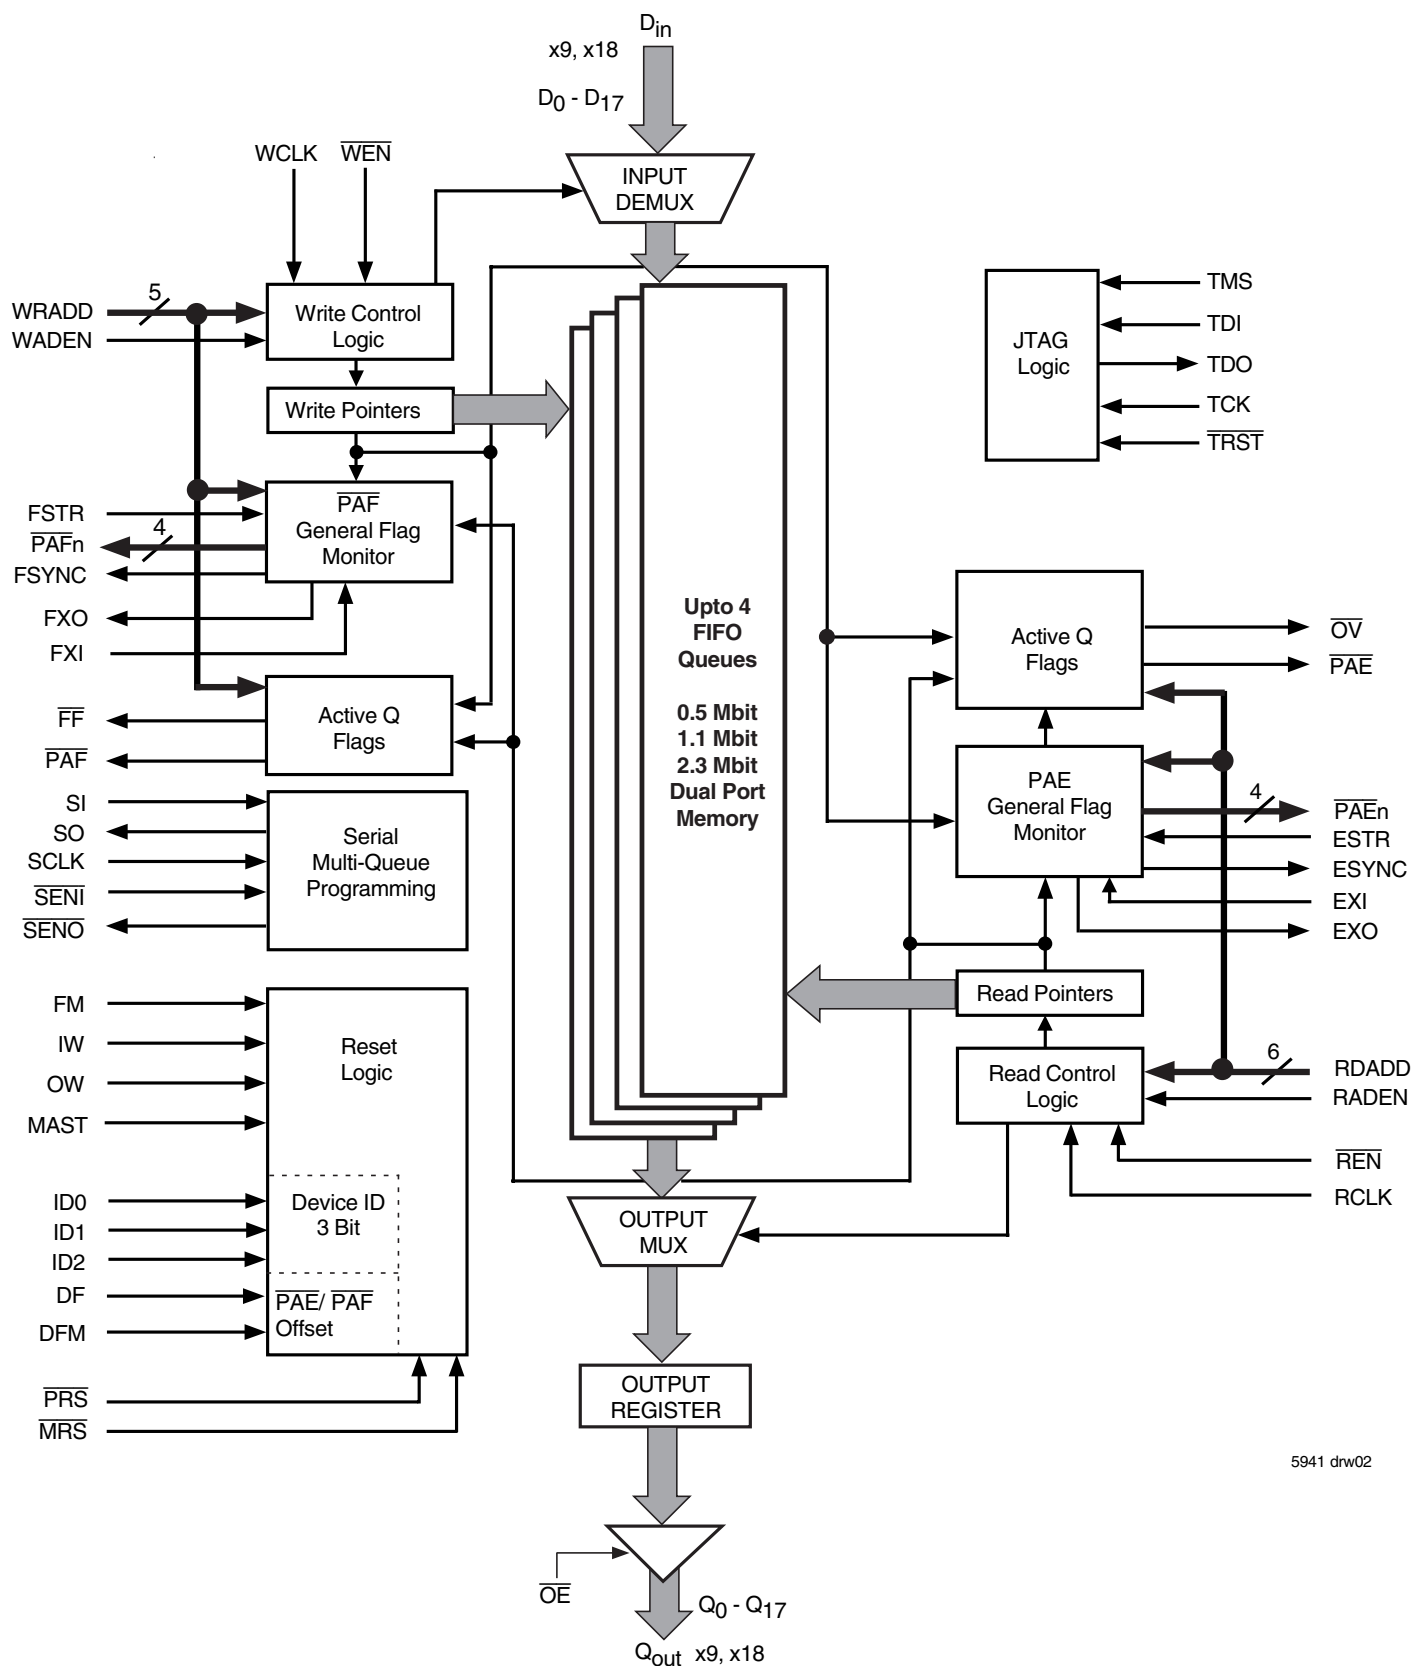 Din
x9, x18
D0 - D17
WCLK
WEN
INPUT
DEMUX
WRADD
5
WADEN
Write Control
Logic
Write Pointers
FSTR
PAFn
4
FSYNC
FXO
FXI
PAF
General Flag
Monitor
FF
PAF
Active Q
Flags
SI
SO
SCLK
SENI
SENO
Serial
Multi-Queue
Programming
FM
IW
OW
MAST
Reset
Logic
ID0
ID1
ID2
Device ID
3 Bit
DF
DFM
PAE/ PAF
Offset
PRS
MRS
Upto 4
FIFO
Queues
0.5 Mbit
1.1 Mbit
2.3 Mbit
Dual Port
Memory
JTAG
Logic
TMS
TDI
TDO
TCK
TRST
Active Q
Flags
OV
PAE
PAE
General Flag
Monitor
4
PAEn
ESTR
ESYNC
EXI
EXO
Read Pointers
Read Control
Logic
6
RDADD
RADEN
REN
RCLK
OUTPUT
MUX
OUTPUT
REGISTER
OE
Q0 - Q17
Qout x9, x18
5941 drw02